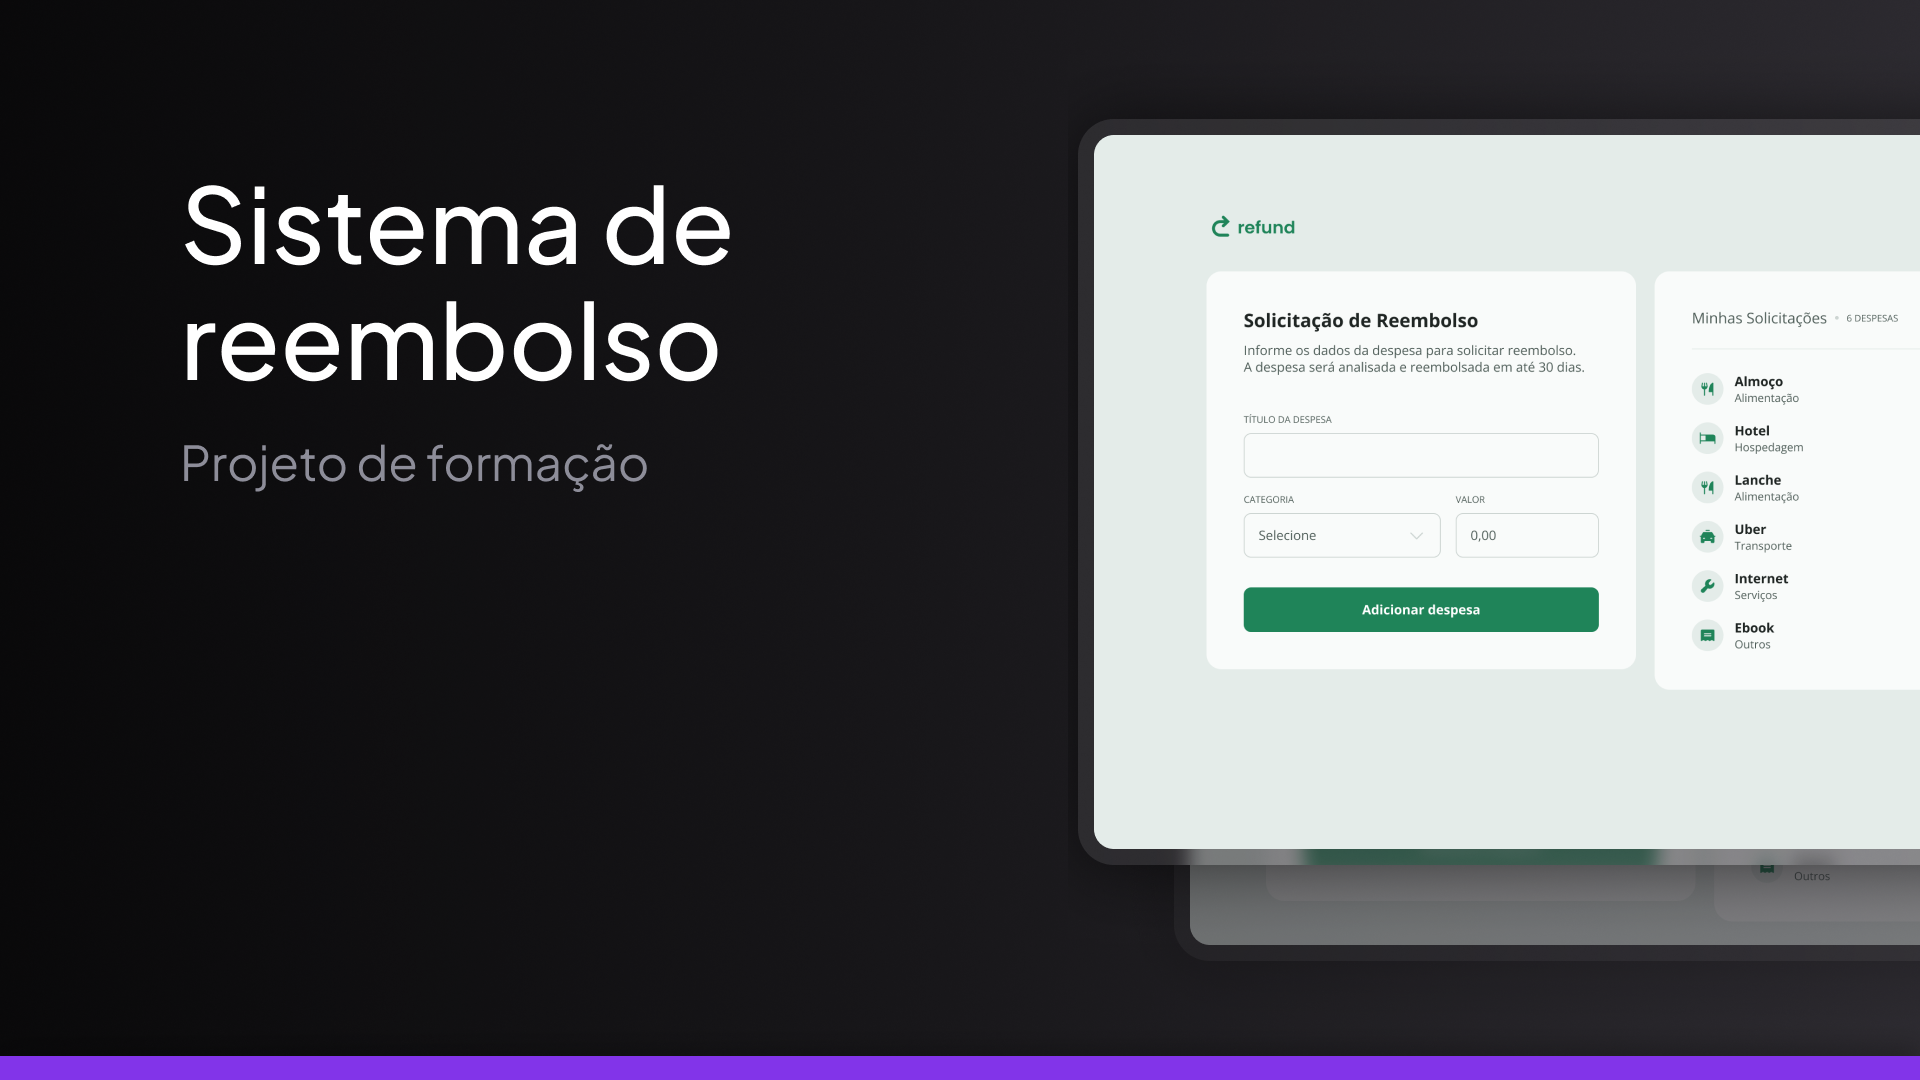 Sistema de
reembolso
Projeto de formação
refund
Solicitação de Reembolso
Informe os dados da despesa para solicitar reembolso.
A despesa será analisada e reembolsada em até 30 dias.
TÍTULO DA DESPESA
CATEGORIA
VALOR
Selecione
0,00
Adicionar despesa
Minhas Solicitações
6 DESPESAS
Almoço
Alimentação
Hotel
Hospedagem
Lanche
Alimentação
Uber
Transporte
Internet
Serviços
Ebook
Outros
Outros